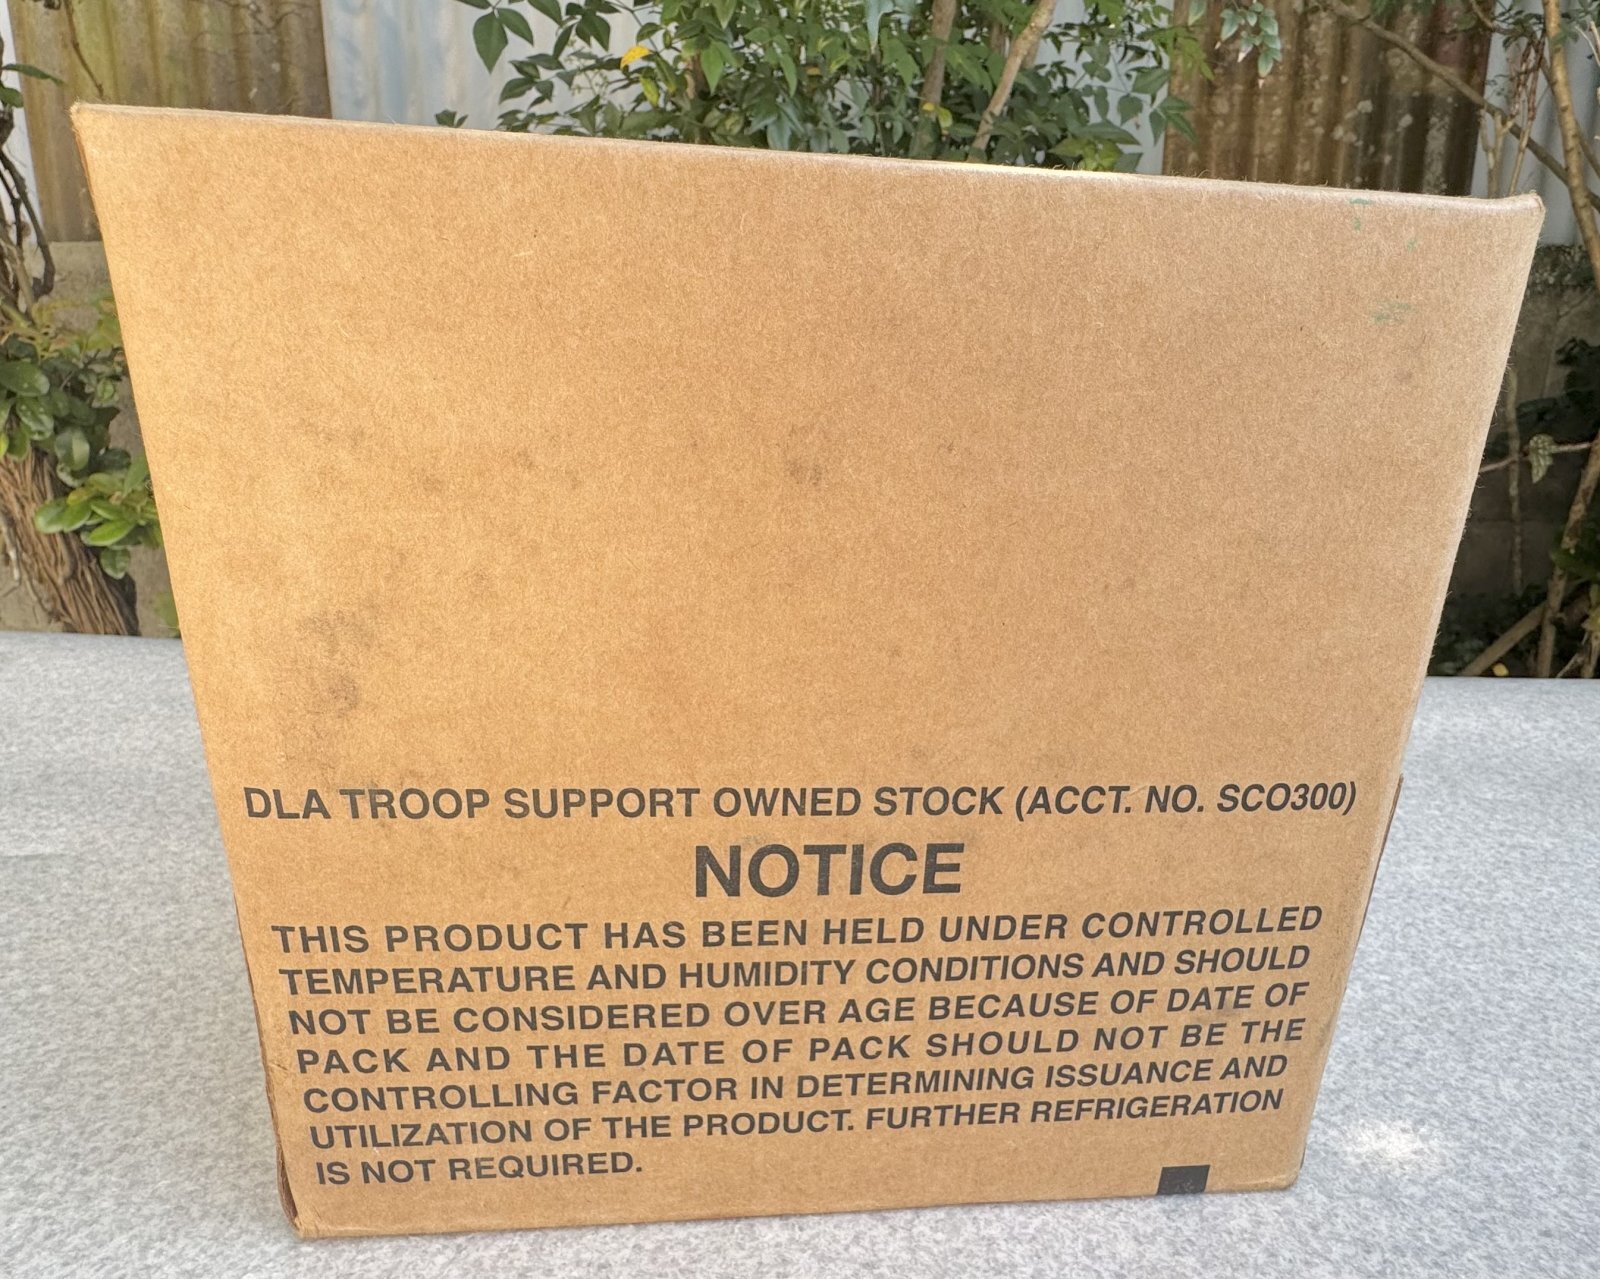 DLA TROOP SUPPORT OWNED STOCK (ACCT. NO. SCO300)
NOTICE
THIS PRODUCT HAS BEEN HELD UNDER CONTROLLED
TEMPERATURE AND HUMIDITY CONDITIONS AND SHOULD
NOT BE CONSIDERED OVER AGE BECAUSE OF DATE OF
PACK AND THE DATE OF PACK SHOULD NOT BE THE
CONTROLLING FACTOR IN DETERMINING ISSUANCE AND
UTILIZATION OF THE PRODUCT. FURTHER REFRIGERATION
IS NOT REQUIRED.